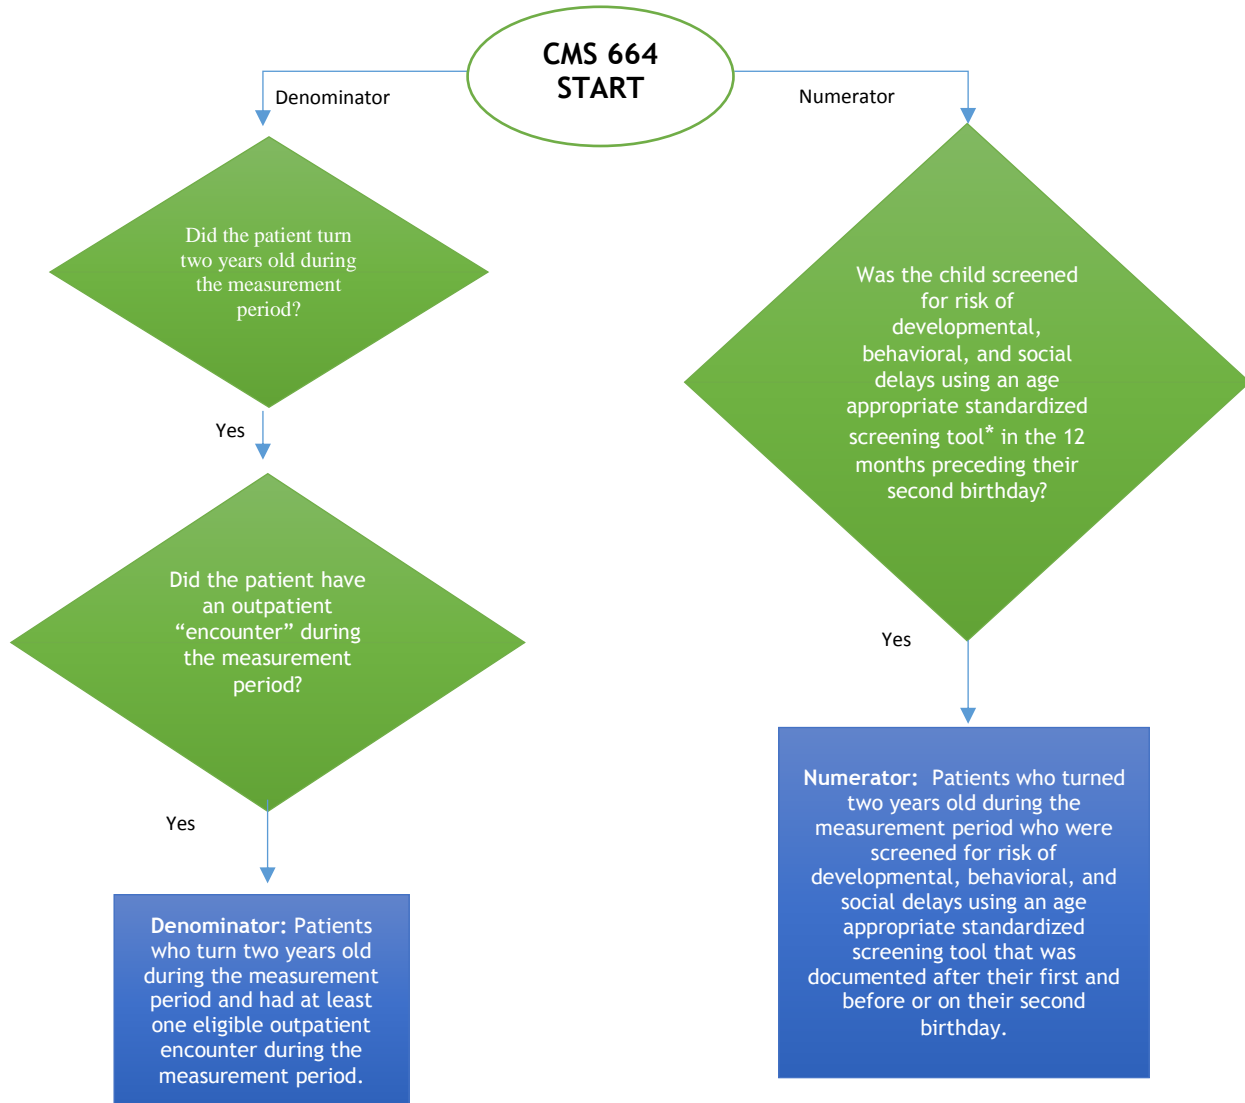 CMS 664
START
Denominator
Numerator
Did the patient turn
two years old during
the measurement
period?
Yes
Did the patient have
an outpatient
“encounter” during
the measurement
period?
Yes
Denominator: Patients
who turn two years old
during the measurement
period and had at least
one eligible outpatient
encounter during the
measurement period.
Was the child screened
for risk of
developmental,
behavioral, and social
delays using an age
appropriate standardized
screening tool* in the 12
months preceding their
second birthday?
Yes
Numerator: Patients who turned
two years old during the
measurement period who were
screened for risk of
developmental, behavioral, and
social delays using an age
appropriate standardized
screening tool that was
documented after their first and
before or on their second
birthday.